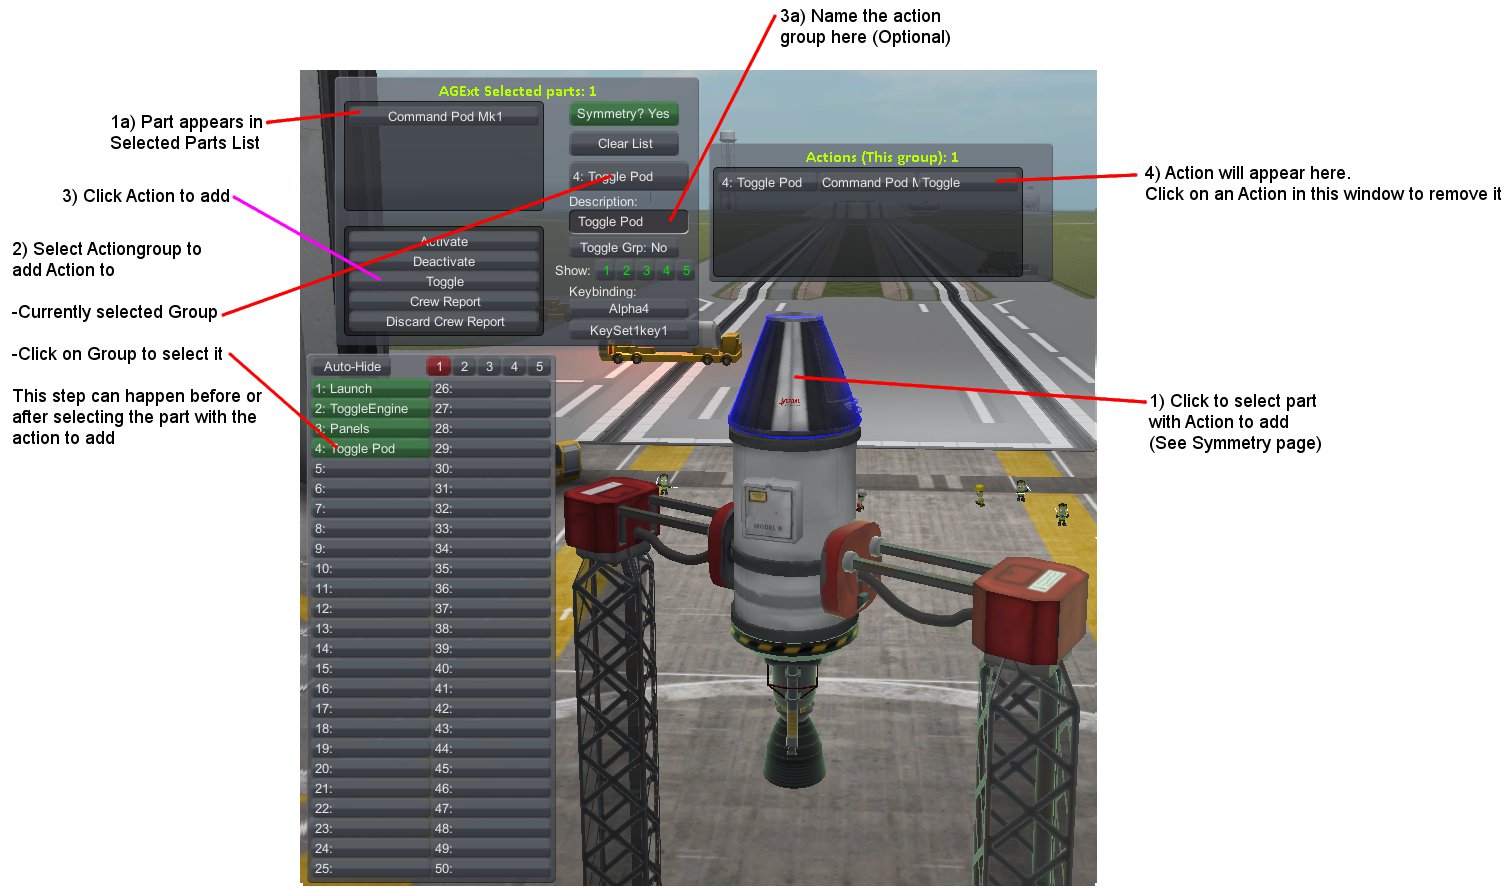 3a) Name the action
group here (Optional)
1a) Part appears in
Selected Parts List
3) Click Action to add
2) Select Actiongroup to
add Action to
-Currently selected Group
-Click on Group to select it
This step can happen before or
after selecting the part with the
action to add
AGExt Selected parts: 1
Command Pod Mk1
Symmetry? Yes
Clear List
4: Toggle Pod
Description:
Toggle Pod
Toggle Grp: No
Show: 1 2 3 4 5
Keybinding:
Alpha4
KeySet1key1
Activate
Deactivate
Toggle
Crew Report
Discard Crew Report
Actions (This group): 1
4: Toggle Pod Command Pod M Toggle
4) Action will appear here.
Click on an Action in this window to remove it
1) Click to select part
with Action to add
(See Symmetry page)
Auto-Hide 1 2 3 4 5
1: Launch 26:
2: ToggleEngine 27:
3: Panels 28:
4: Toggle Pod 29:
5: 30:
6: 31:
7: 32:
8: 33:
9: 34:
10: 35:
11: 36:
12: 37:
13: 38:
14: 39:
15: 40:
16: 41:
17: 42:
18: 43:
19: 44:
20: 45:
21: 46:
22: 47:
23: 48:
24: 49:
25: 50:
MODEL